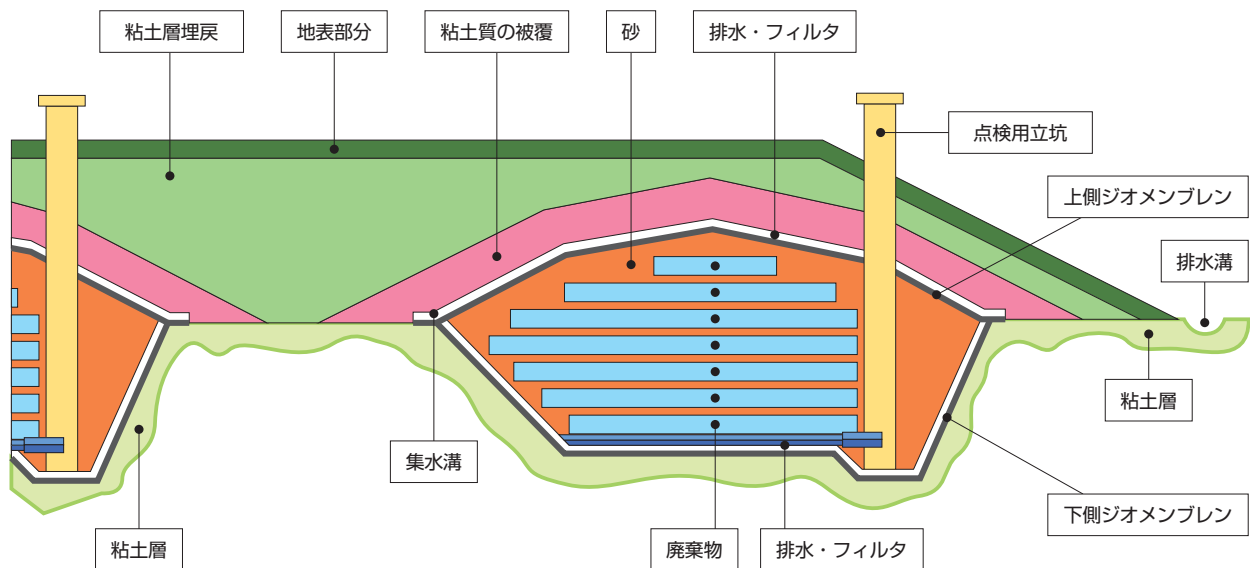 粘土層埋戻
地表部分
粘土質の被覆
砂
排水・フィルタ
点検用立坑
上側ジオメンブレン
排水溝
粘土層
集水溝
下側ジオメンブレン
粘土層
廃棄物
排水・フィルタ